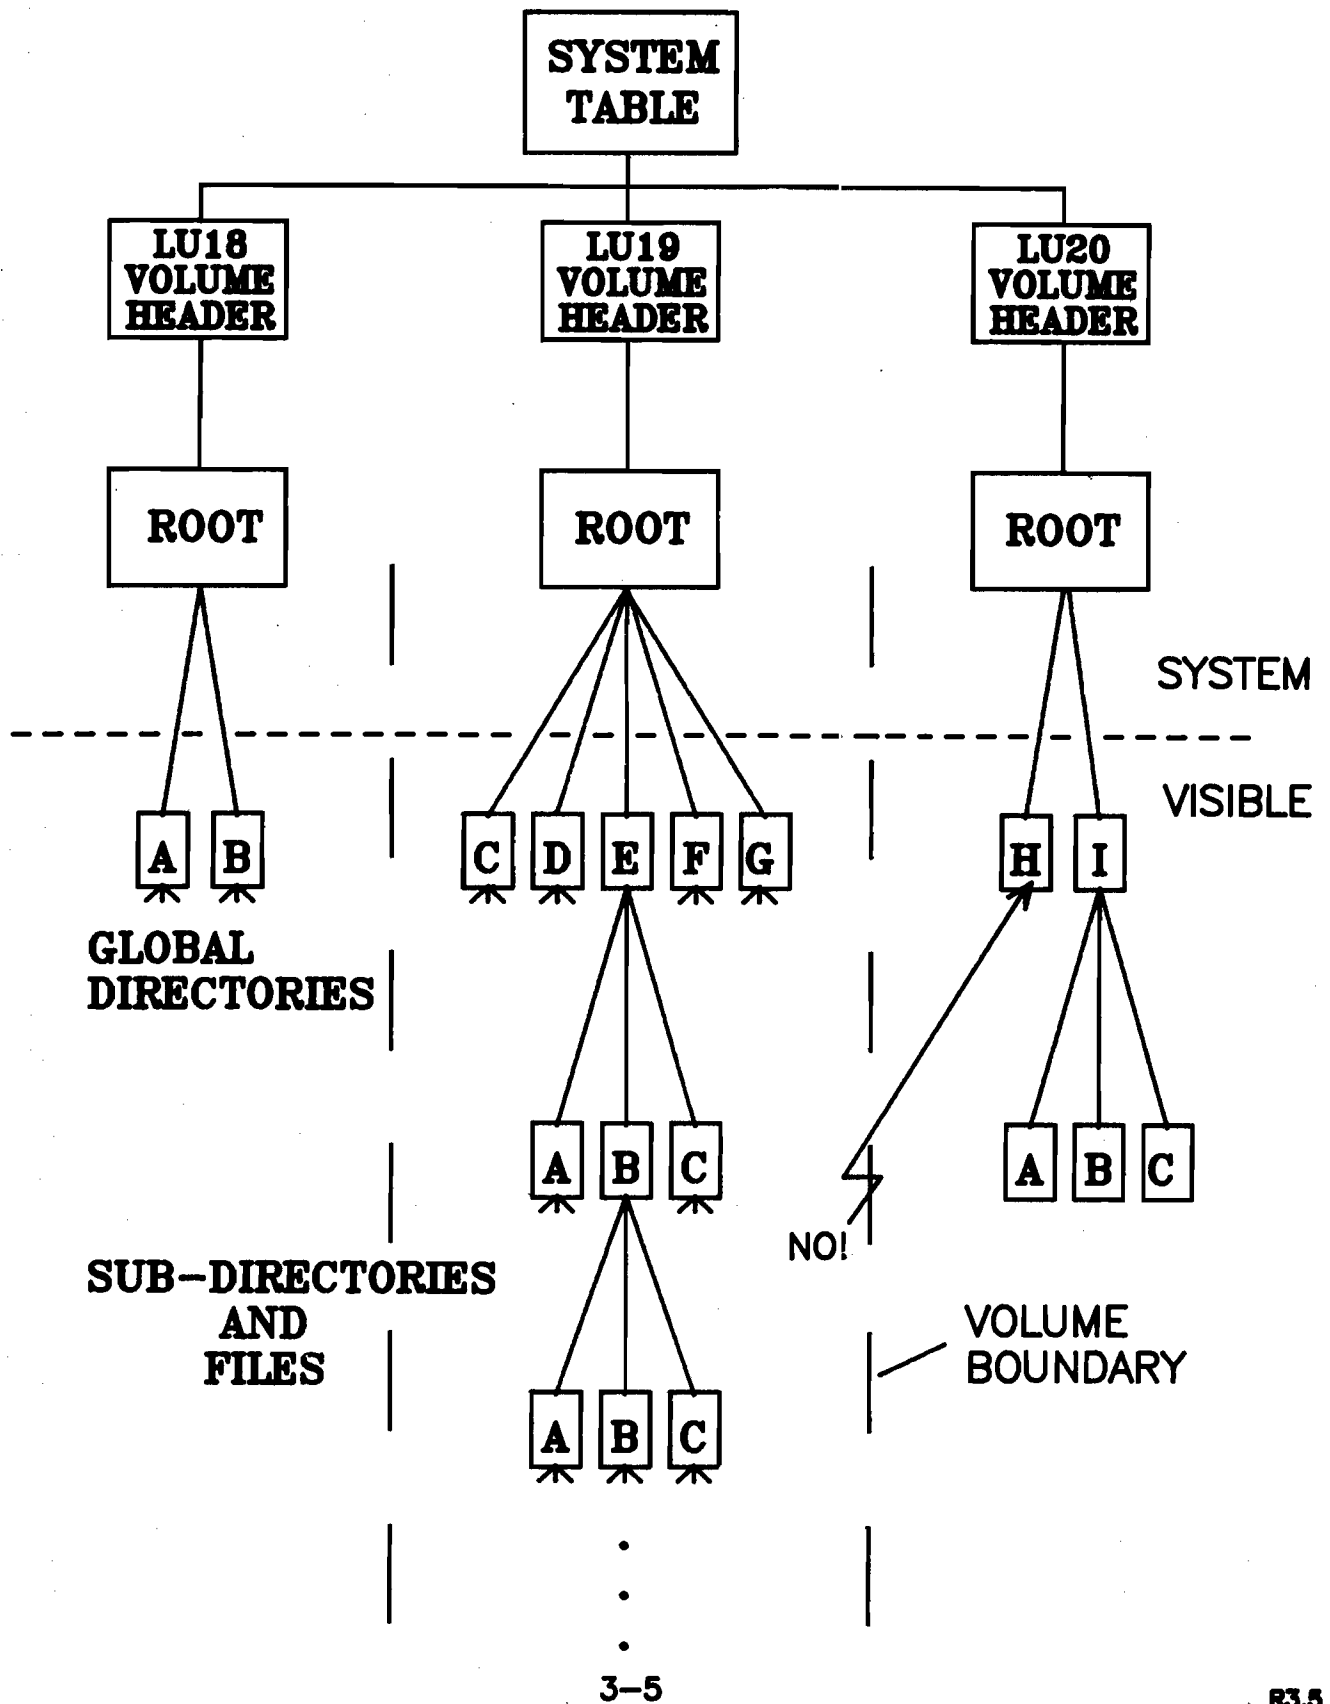 SYSTEM
TABLE
LU18
VOLUME
HEADER
LU19
VOLUME
HEADER
LU20
VOLUME
HEADER
ROOT
ROOT
ROOT
SYSTEM
VISIBLE
A
B
C
D
E
F
G
H
I
GLOBAL
DIRECTORIES
A
B
C
A
B
C
NO!
SUB-DIRECTORIES
AND
FILES
VOLUME
BOUNDARY
A
B
C
3-5
R3.5